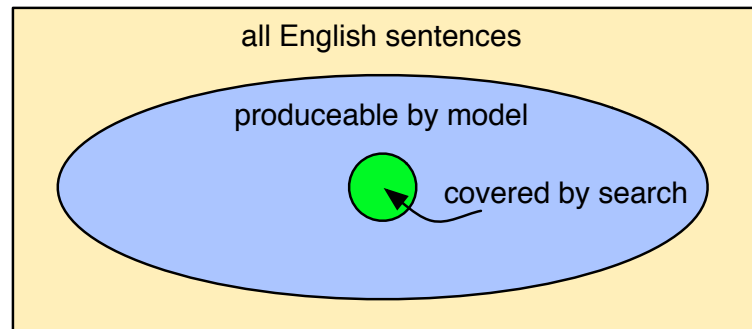 all English sentences
produceable by model
covered by search